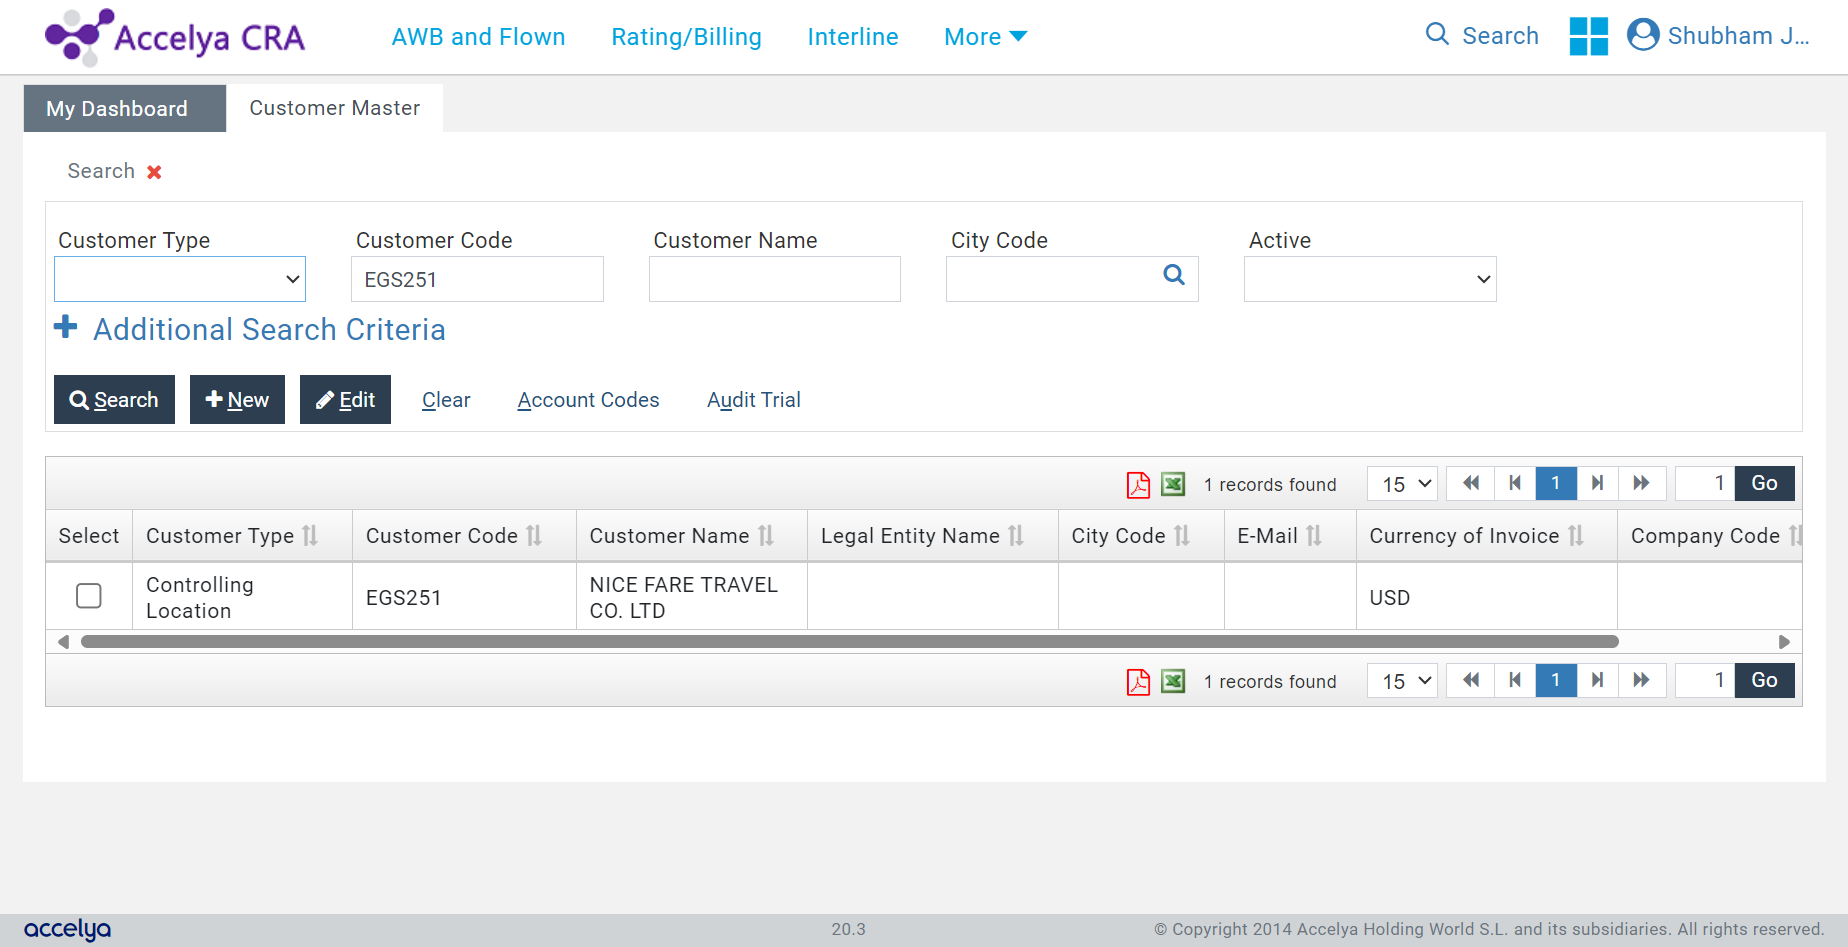 Accelya CRA
AWB and Flown
Rating/Billing
Interline
More
Search
Shubham J...
My Dashboard
Customer Master
Search
Customer Type
Customer Code
Customer Name
City Code
Active
EGS251
Additional Search Criteria
Search
New
Edit
Clear
Account Codes
Audit Trial
1 records found
15
1
1
Go
Select
Customer Type
Customer Code
Customer Name
Legal Entity Name
City Code
E-Mail
Currency of Invoice
Company Code
Controlling
Location
EGS251
NICE FARE TRAVEL
CO. LTD
USD
1 records found
15
1
1
Go
accelya
20.3
© Copyright 2014 Accelya Holding World S.L. and its subsidiaries. All rights reserved.